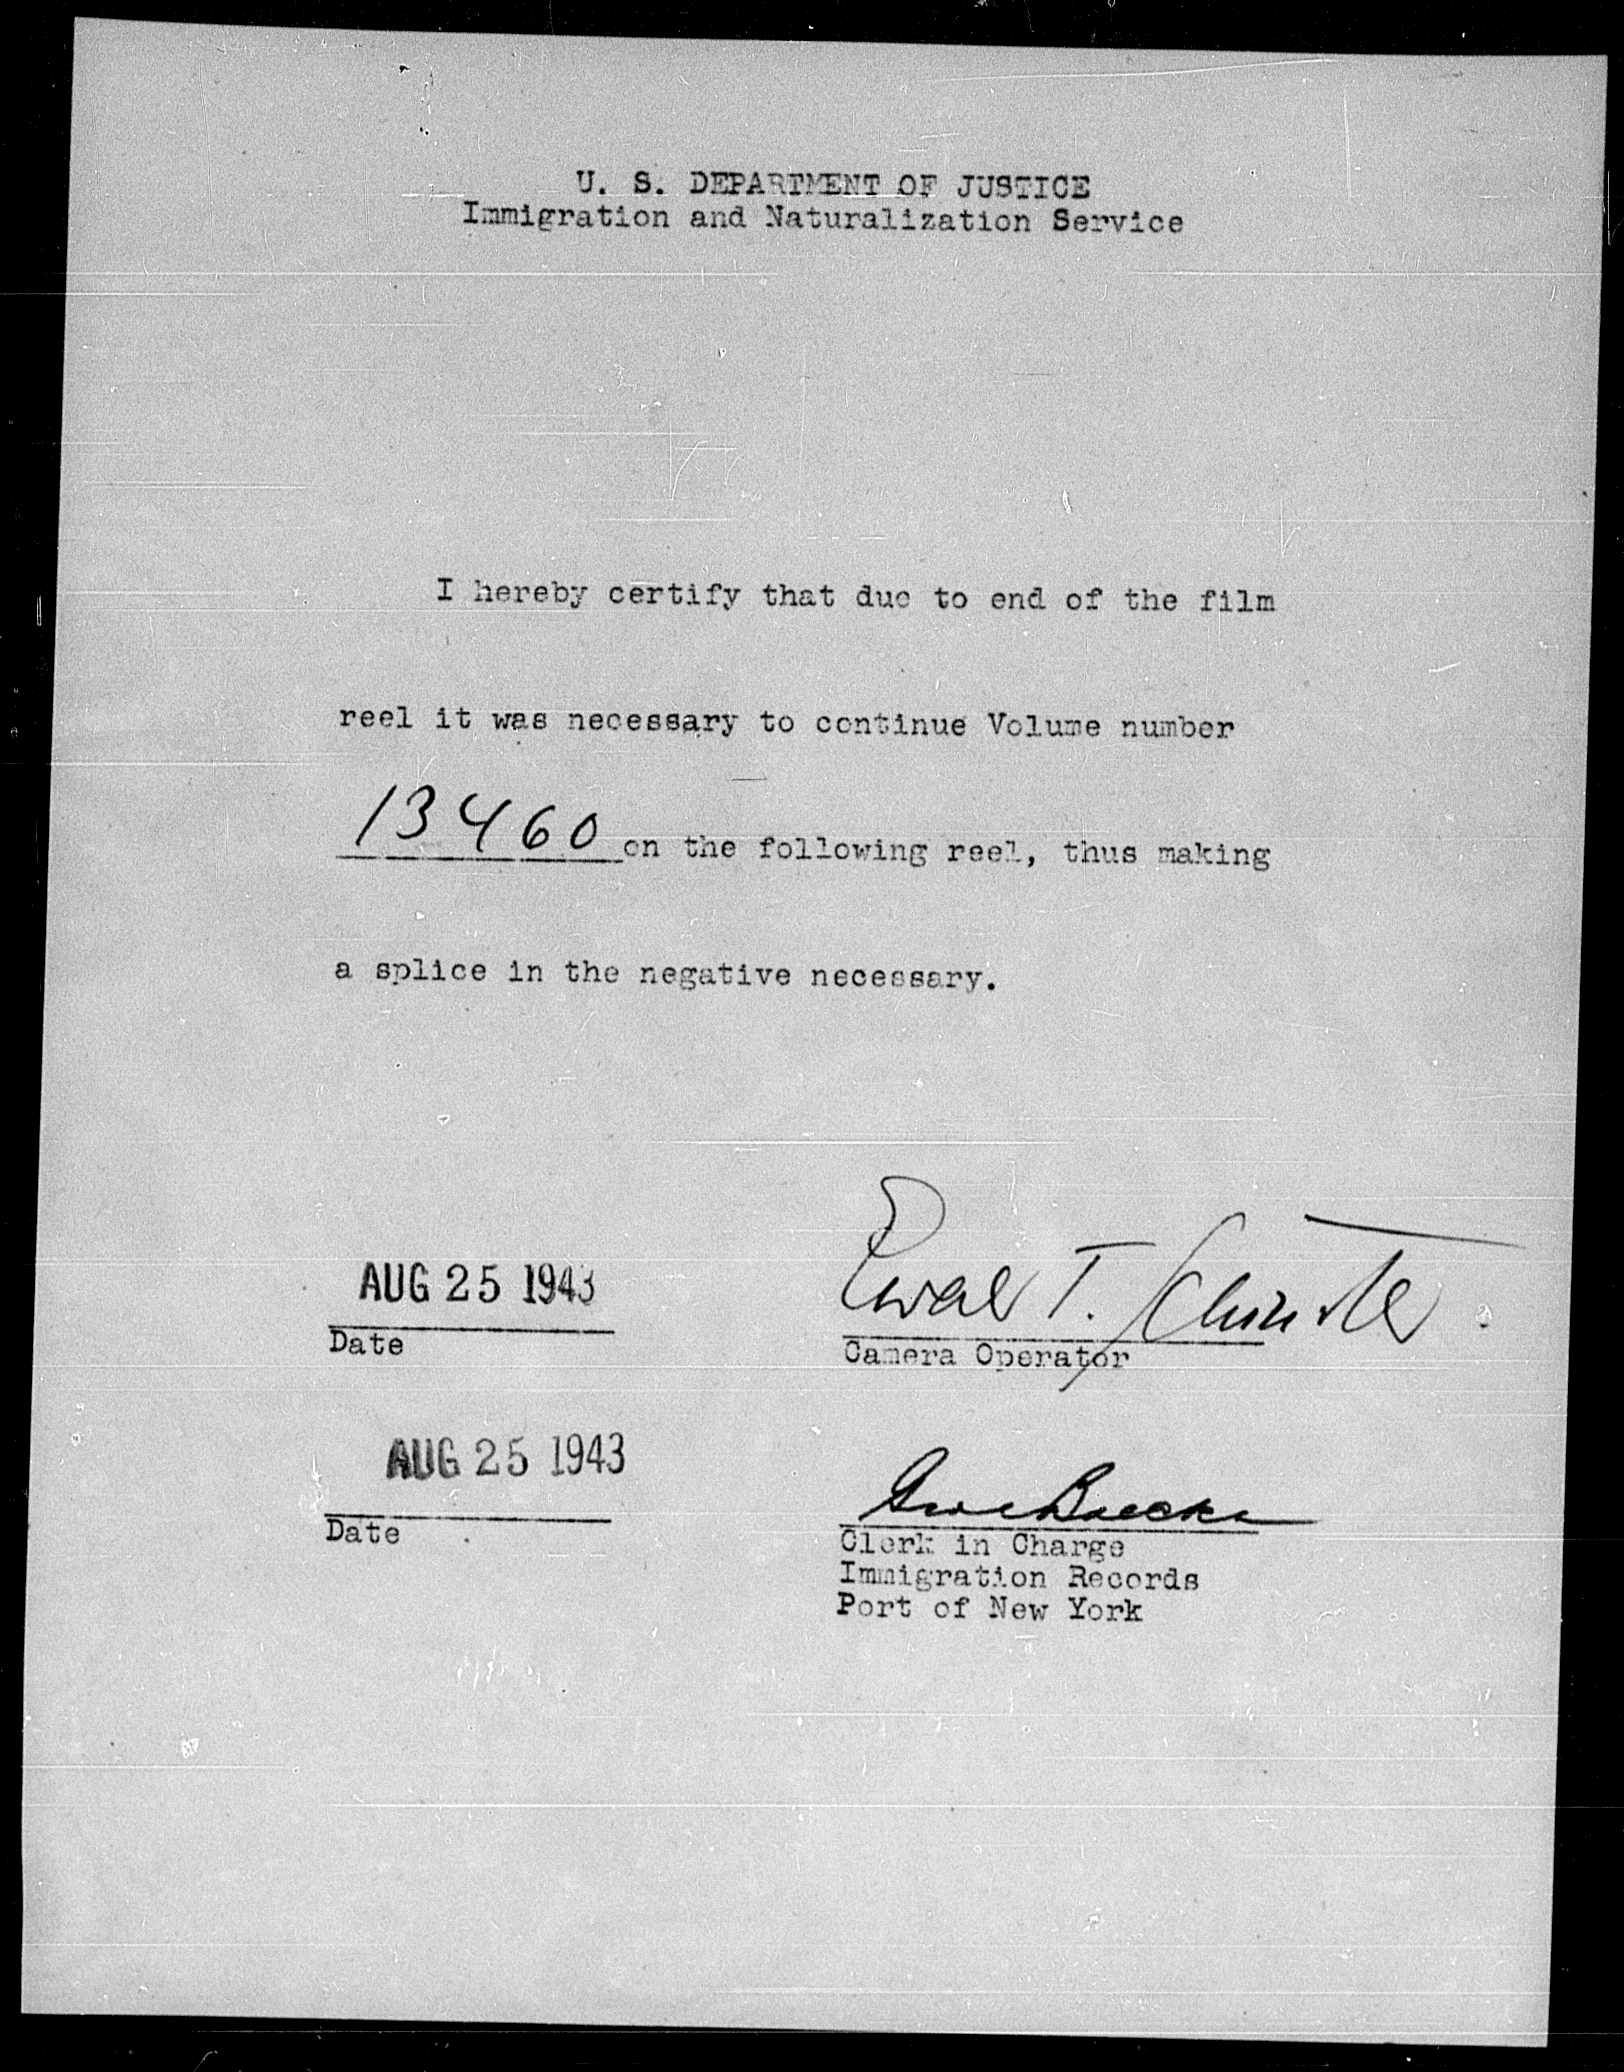 U. S. DEPARTMENT OF JUSTICE
Immigration and Naturalization Service
I hereby certify that due to end of the film
reel it was necessary to continue Volume number
13460 on the following reel, thus making
a splice in the negative necessary.
AUG 25 1943
Date
T.
Camera Operator
AUG 25 1943
Date
Clerk in Charge
Immigration Records
Port of New York